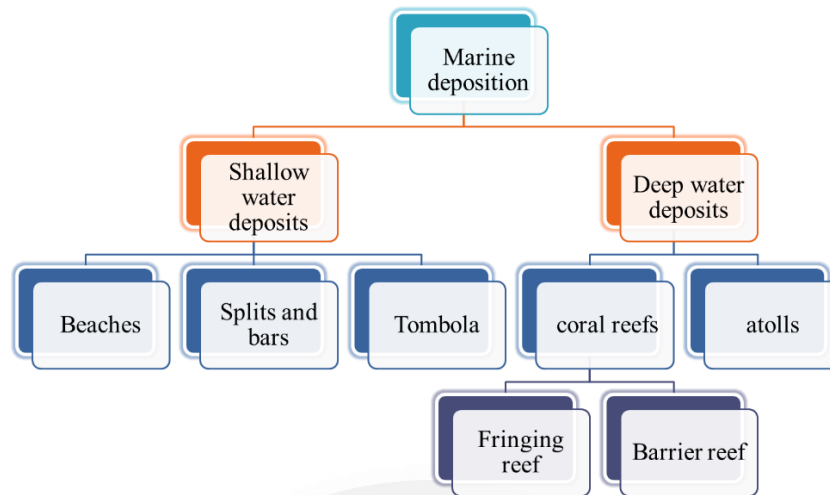 Marine
deposition
Shallow
water
deposits
Deep water
deposits
Beaches
Splits and
bars
Tombola
coral reefs
atolls
Fringing
reef
Barrier reef